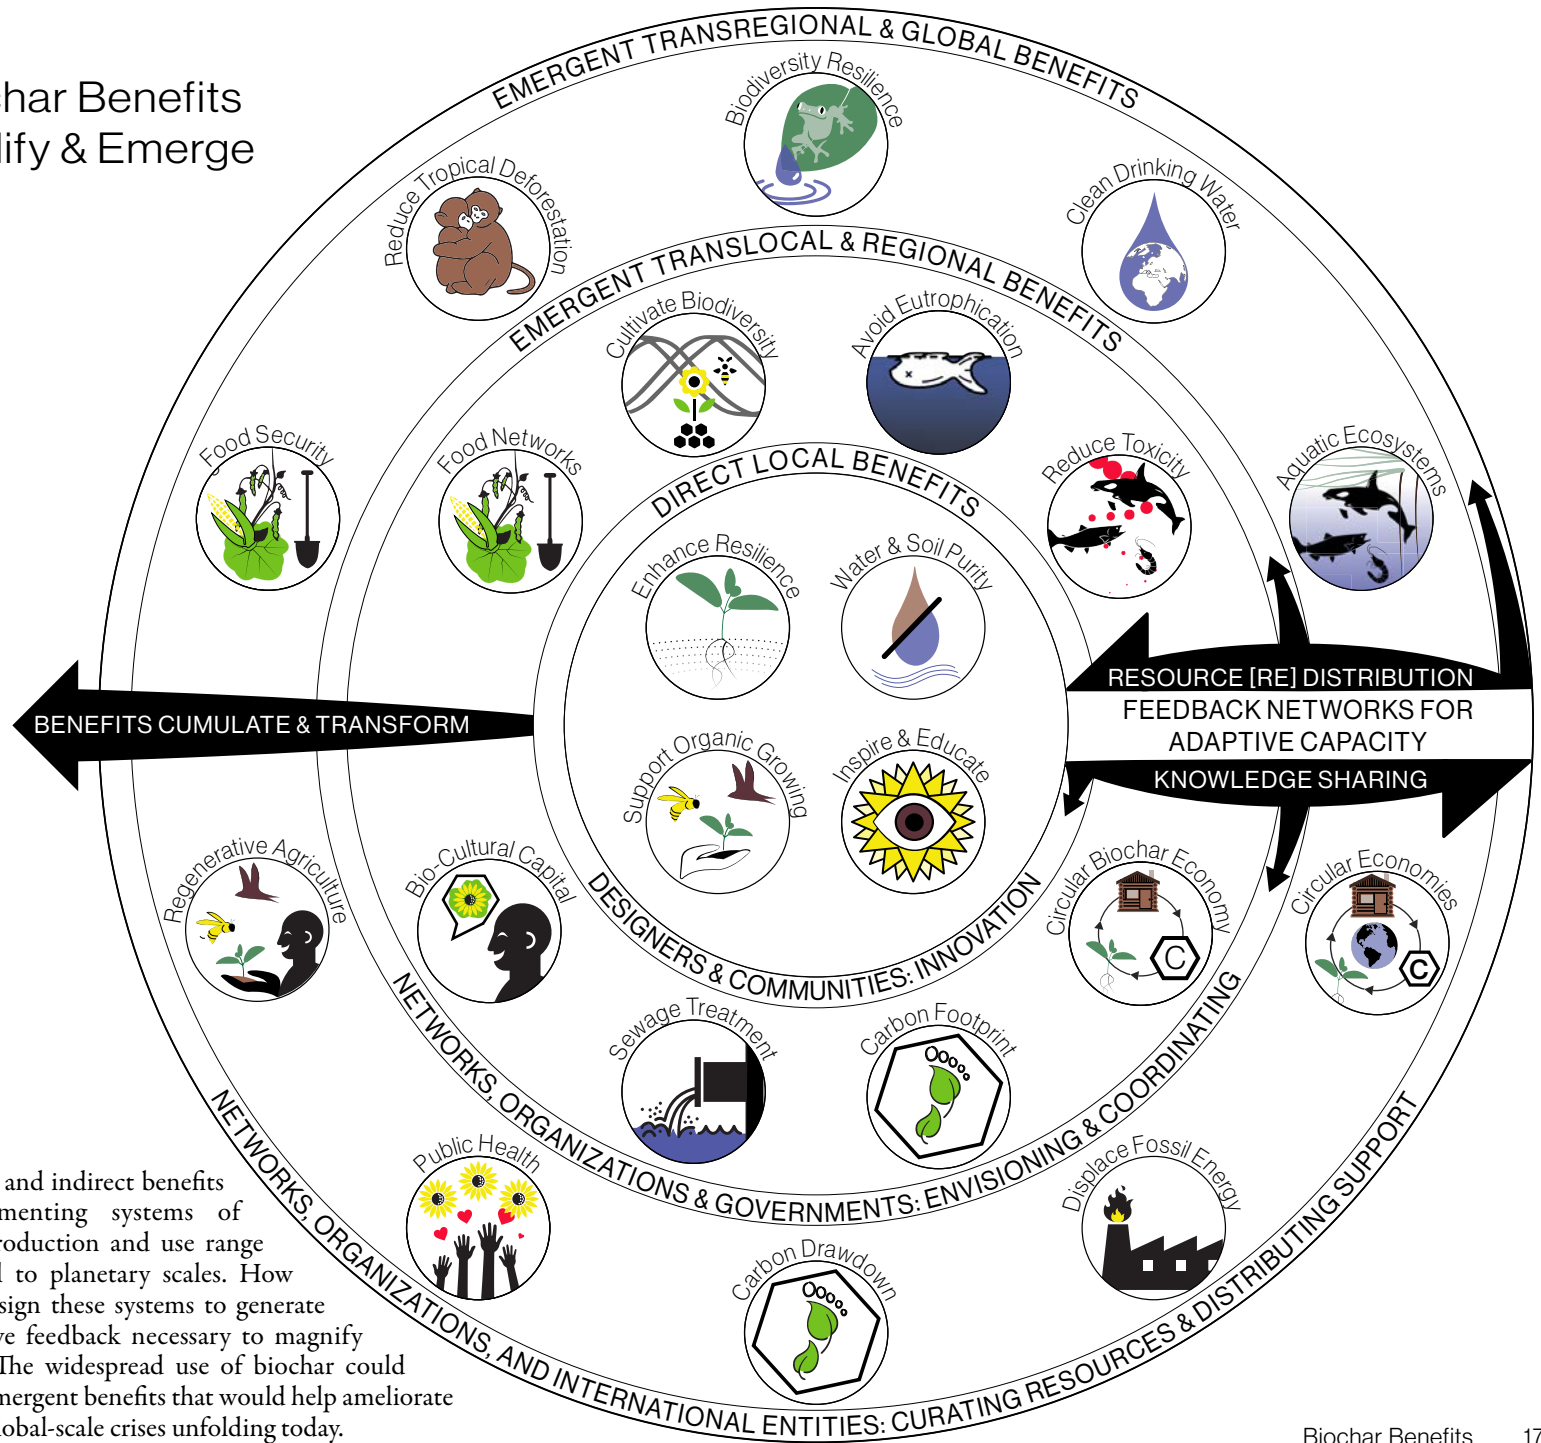 char Benefits
lify & Emerge
EMERGENT TRANSREGIONAL & GLOBAL BENEFITS
Biodiversity Resilience
Reduce Tropical Deforestation
Clean Drinking Water
EMERGENT TRANSLOCAL & REGIONAL BENEFITS
Cultivate Biodiversity
Avoid Eutrophication
Food Security
Food Networks
Reduce Toxicity
Aquatic Ecosystems
DIRECT LOCAL BENEFITS
Enhance Resilience
Water & Soil Purity
RESOURCE [RE] DISTRIBUTION
FEEDBACK NETWORKS FOR
ADAPTIVE CAPACITY
KNOWLEDGE SHARING
BENEFITS CUMULATE & TRANSFORM
Support Organic Growing
Inspire & Educate
Regenerative Agriculture
Bio-Cultural Capital
Circular Biochar Economy
C
Circular Economies
C
DESIGNERS & COMMUNITIES: INNOVATION
Sewage Treatment
Carbon Footprint
NETWORKS, ORGANIZATIONS & GOVERNMENTS: ENVISIONING & COORDINATING
Public Health
Displace Fossil Energy
Carbon Drawdown
NETWORKS, ORGANIZATIONS, AND INTERNATIONAL ENTITIES: CURATING RESOURCES & DISTRIBUTING SUPPORT
and indirect benefits
menting systems of
roduction and use range
l to planetary scales. How
sign these systems to generate
ve feedback necessary to magnify
The widespread use of biochar could
mergent benefits that would help ameliorate
lobal-scale crises unfolding today.
Biochar Benefits 17